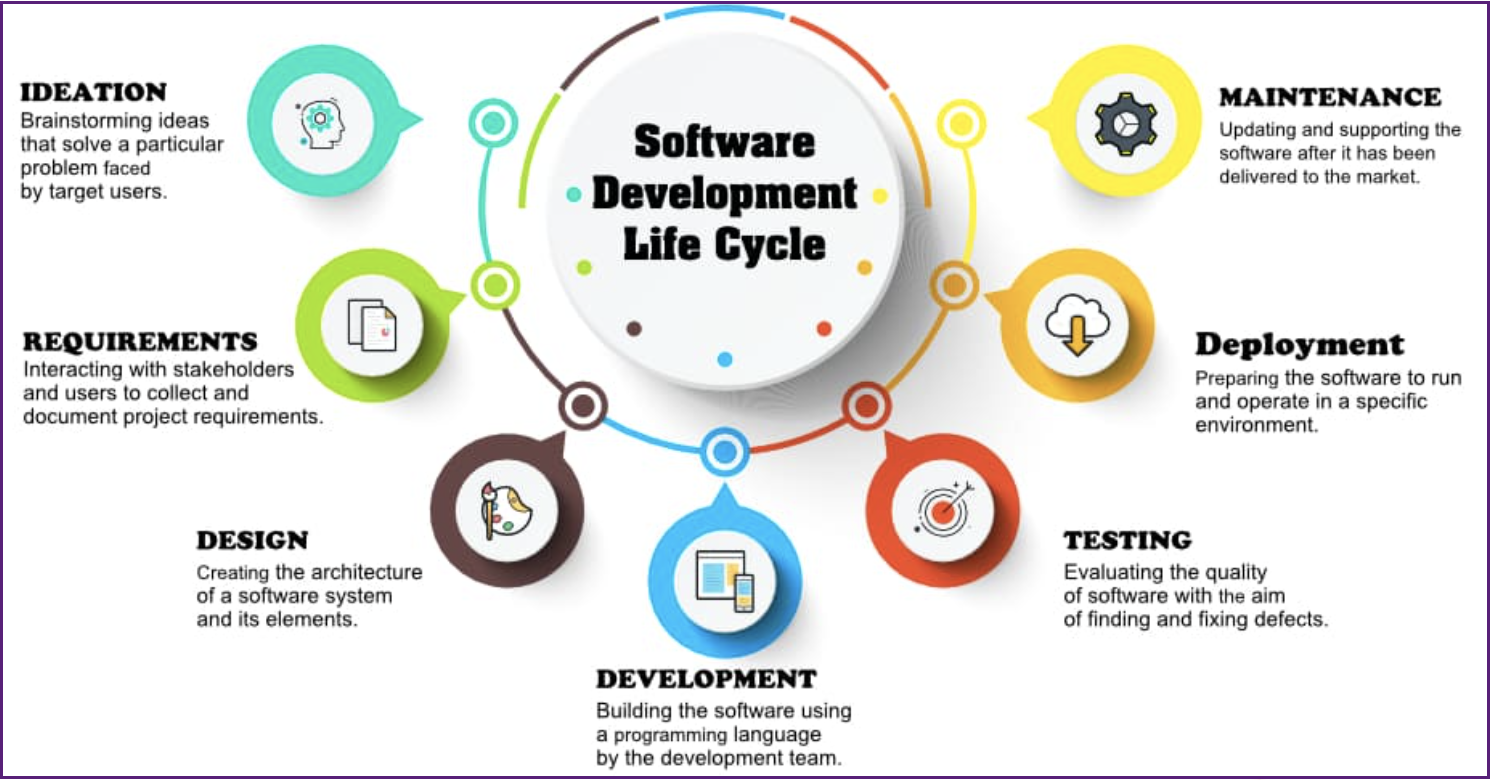 Software
Development
Life Cycle
IDEATION
Brainstorming ideas
that solve a particular
problem faced
by target users.
REQUIREMENTS
Interacting with stakeholders
and users to collect and
document project requirements.
DESIGN
Creating the architecture
of a software system
and its elements.
DEVELOPMENT
Building the software using
a programming language
by the development team.
TESTING
Evaluating the quality
of software with the aim
of finding and fixing defects.
Deployment
Preparing the software to run
and operate in a specific
environment.
MAINTENANCE
Updating and supporting the
software after it has been
delivered to the market.